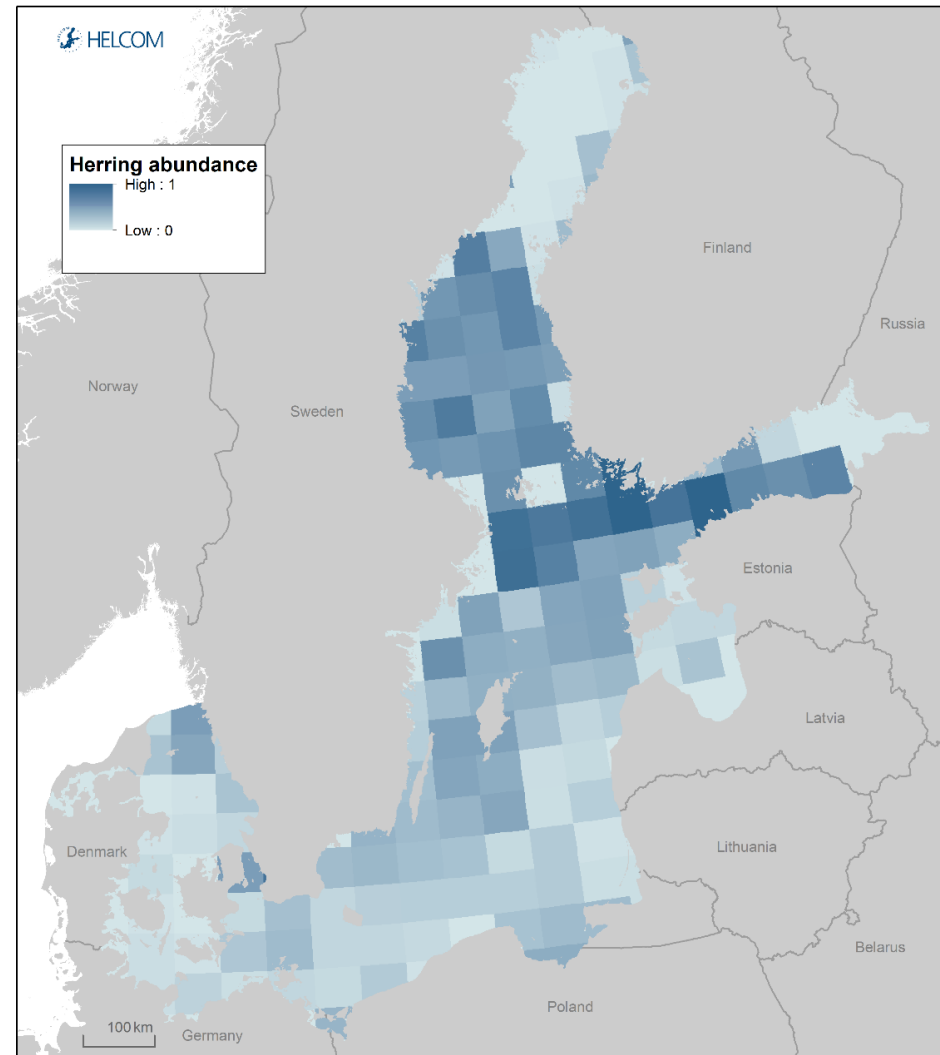 HELCOM
Herring abundance
High : 1
Low : 0
Finland
Russia
Norway
Sweden
Estonia
Latvia
Denmark
Lithuania
Belarus
Poland
100 km
Germany